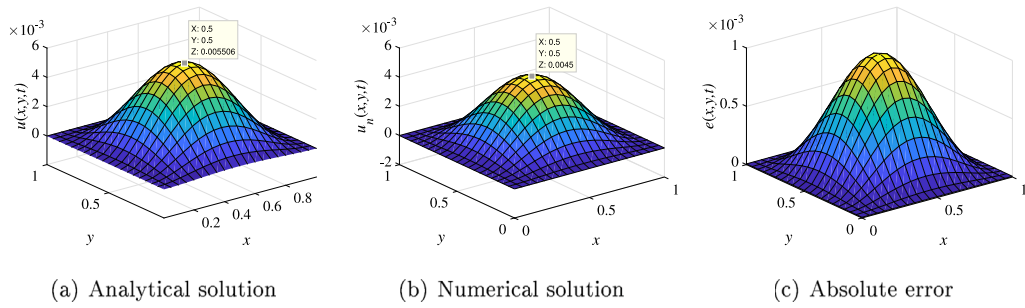 ×10⁻³
6
4
2
0
u(x,y,t)
X: 0.5
Y: 0.5
Z: 0.005506
1
0.5
y
0.2
0.4
0.6
0.8
x
(a) Analytical solution
×10⁻³
6
4
2
0
-2
uₙ(x,y,t)
X: 0.5
Y: 0.5
Z: 0.0045
1
0.5
0
y
0
0.5
1
x
(b) Numerical solution
×10⁻³
1
0.5
0
e(x,y,t)
1
0.5
0
y
0
0.5
1
x
(c) Absolute error